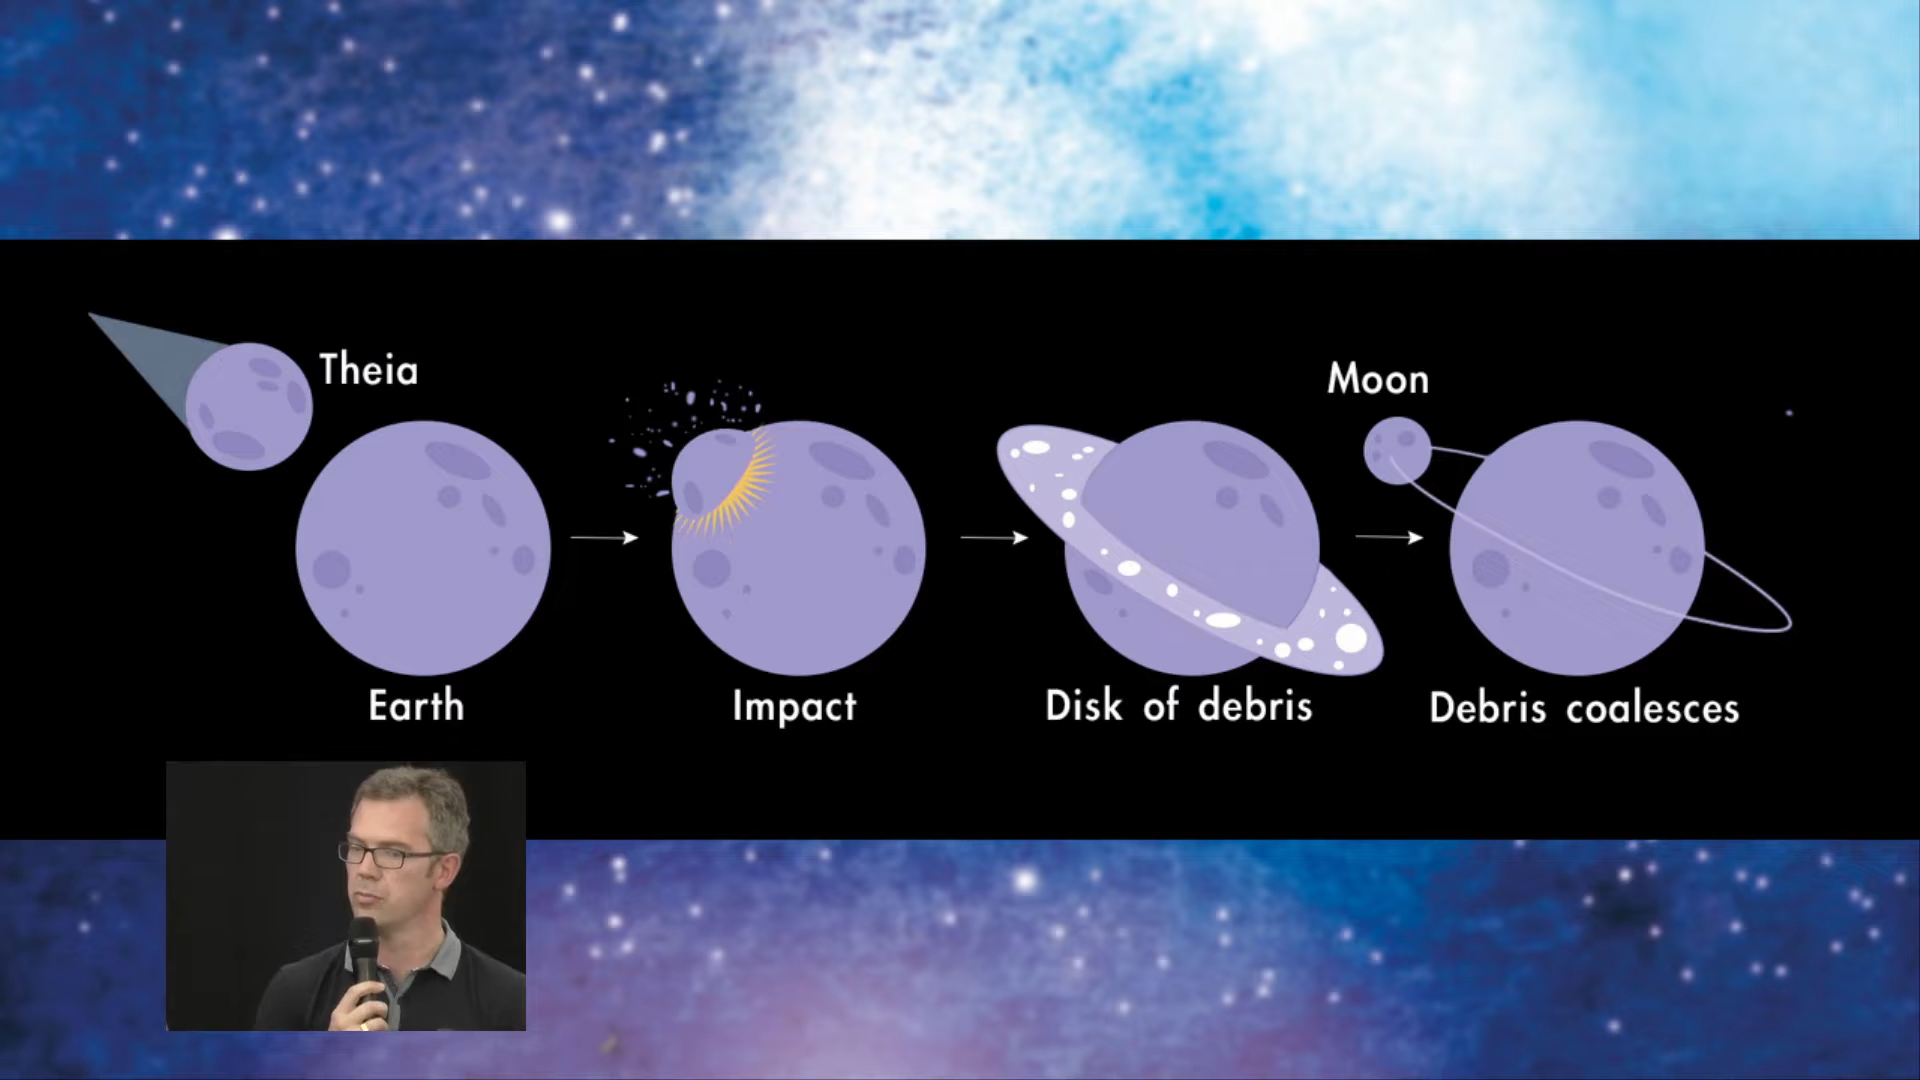 Theia
Moon
Earth
Impact
Disk of debris
Debris coalesces